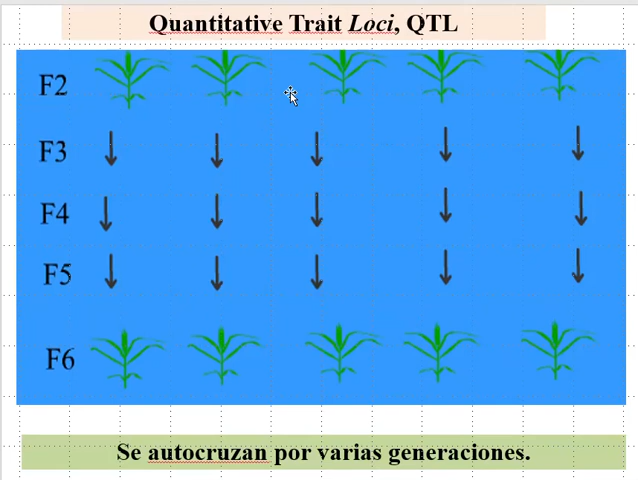 Quantitative Trait Loci, QTL
F2
F3
F4
F5
F6
Se autocruzan por varias generaciones.